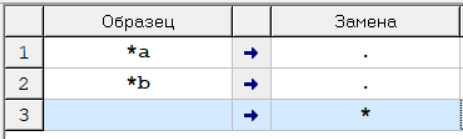 Образец Замена
1 *a → .
2 *b → .
3 → *